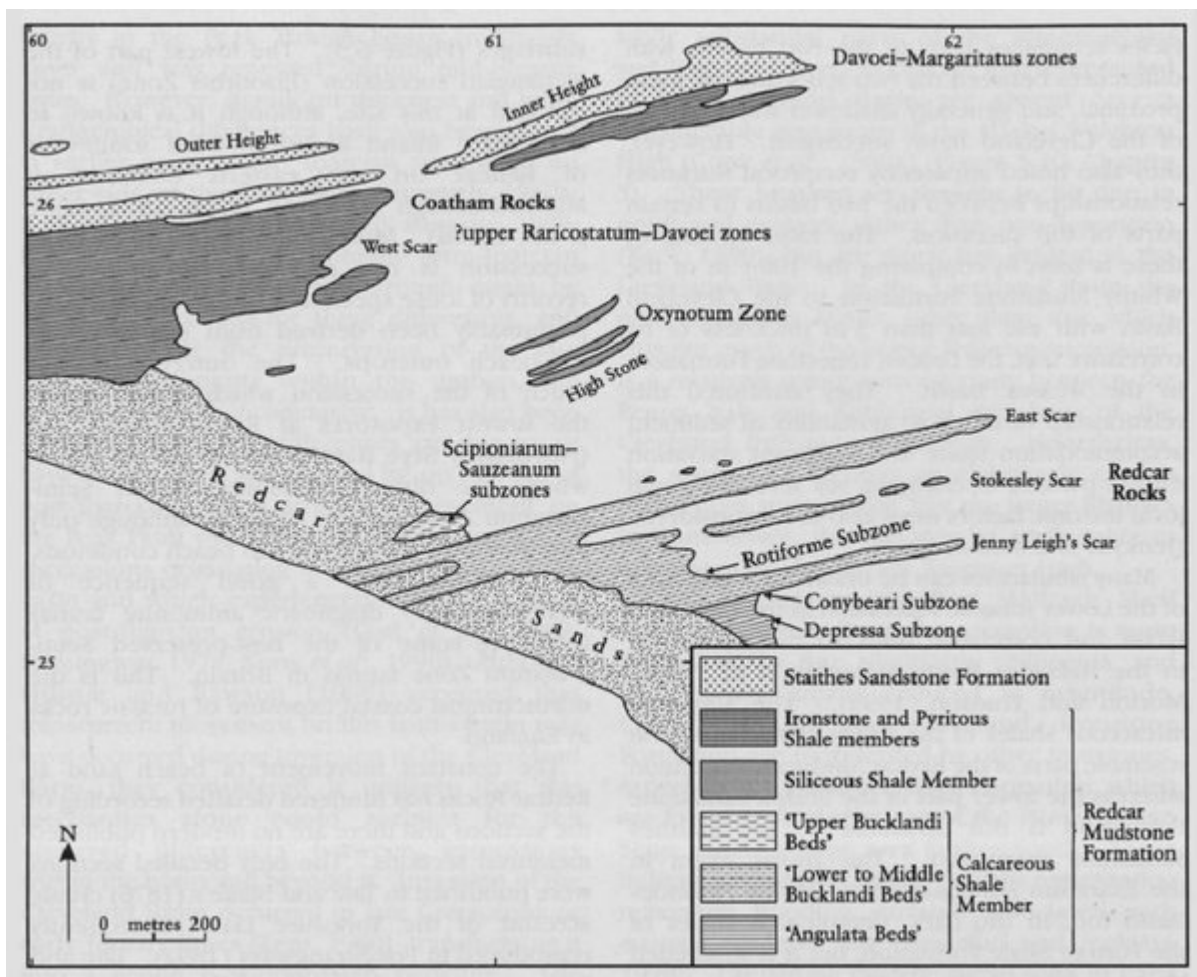 60
61
62
Davoei–Margaritatus zones
Inner Height
Outer Height
26
Coatham Rocks
?upper Raricostatum–Davoei zones
West Scar
Oxynotum Zone
High Stone
East Scar
Scipionianum–
Sauzeanum
subzones
Stokesley Scar
Redcar
Rocks
Redcar
Rotiforme Subzone
Jenny Leigh's Scar
Conybeari Subzone
Sands
Depressa Subzone
25
Staithes Sandstone Formation
Ironstone and Pyritous
Shale members
Siliceous Shale Member
'Upper Bucklandi
Beds'
'Lower to Middle
Bucklandi Beds'
'Angulata Beds'
Calcareous
Shale
Member
Redcar
Mudstone
Formation
N
0 metres 200